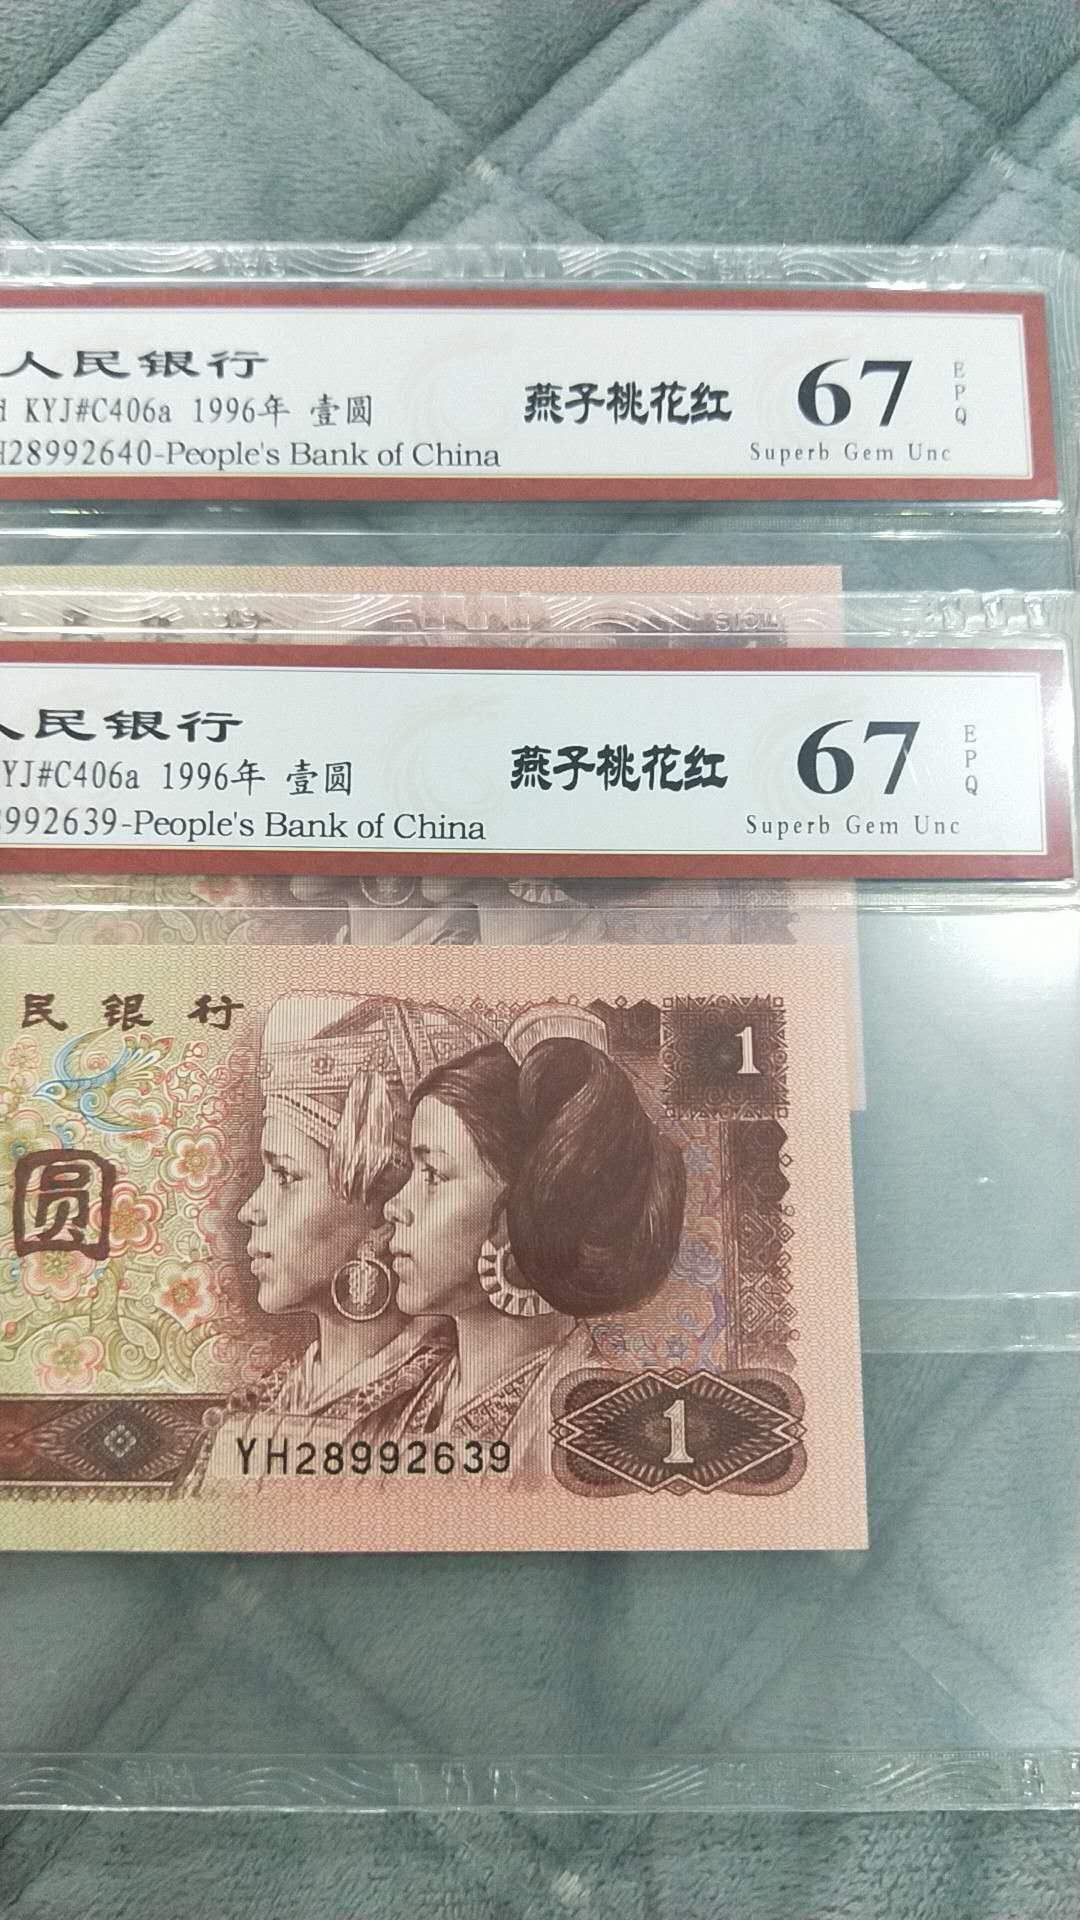 人民银行
KYJ#C406a 1996年 壹圆
H28992640-People's Bank of China
燕子桃花红
67
EPQ
Superb Gem Unc
人民银行
YJ#C406a 1996年 壹圆
8992639-People's Bank of China
燕子桃花红
67
EPQ
Superb Gem Unc
民银行
1
圆
YH28992639
1